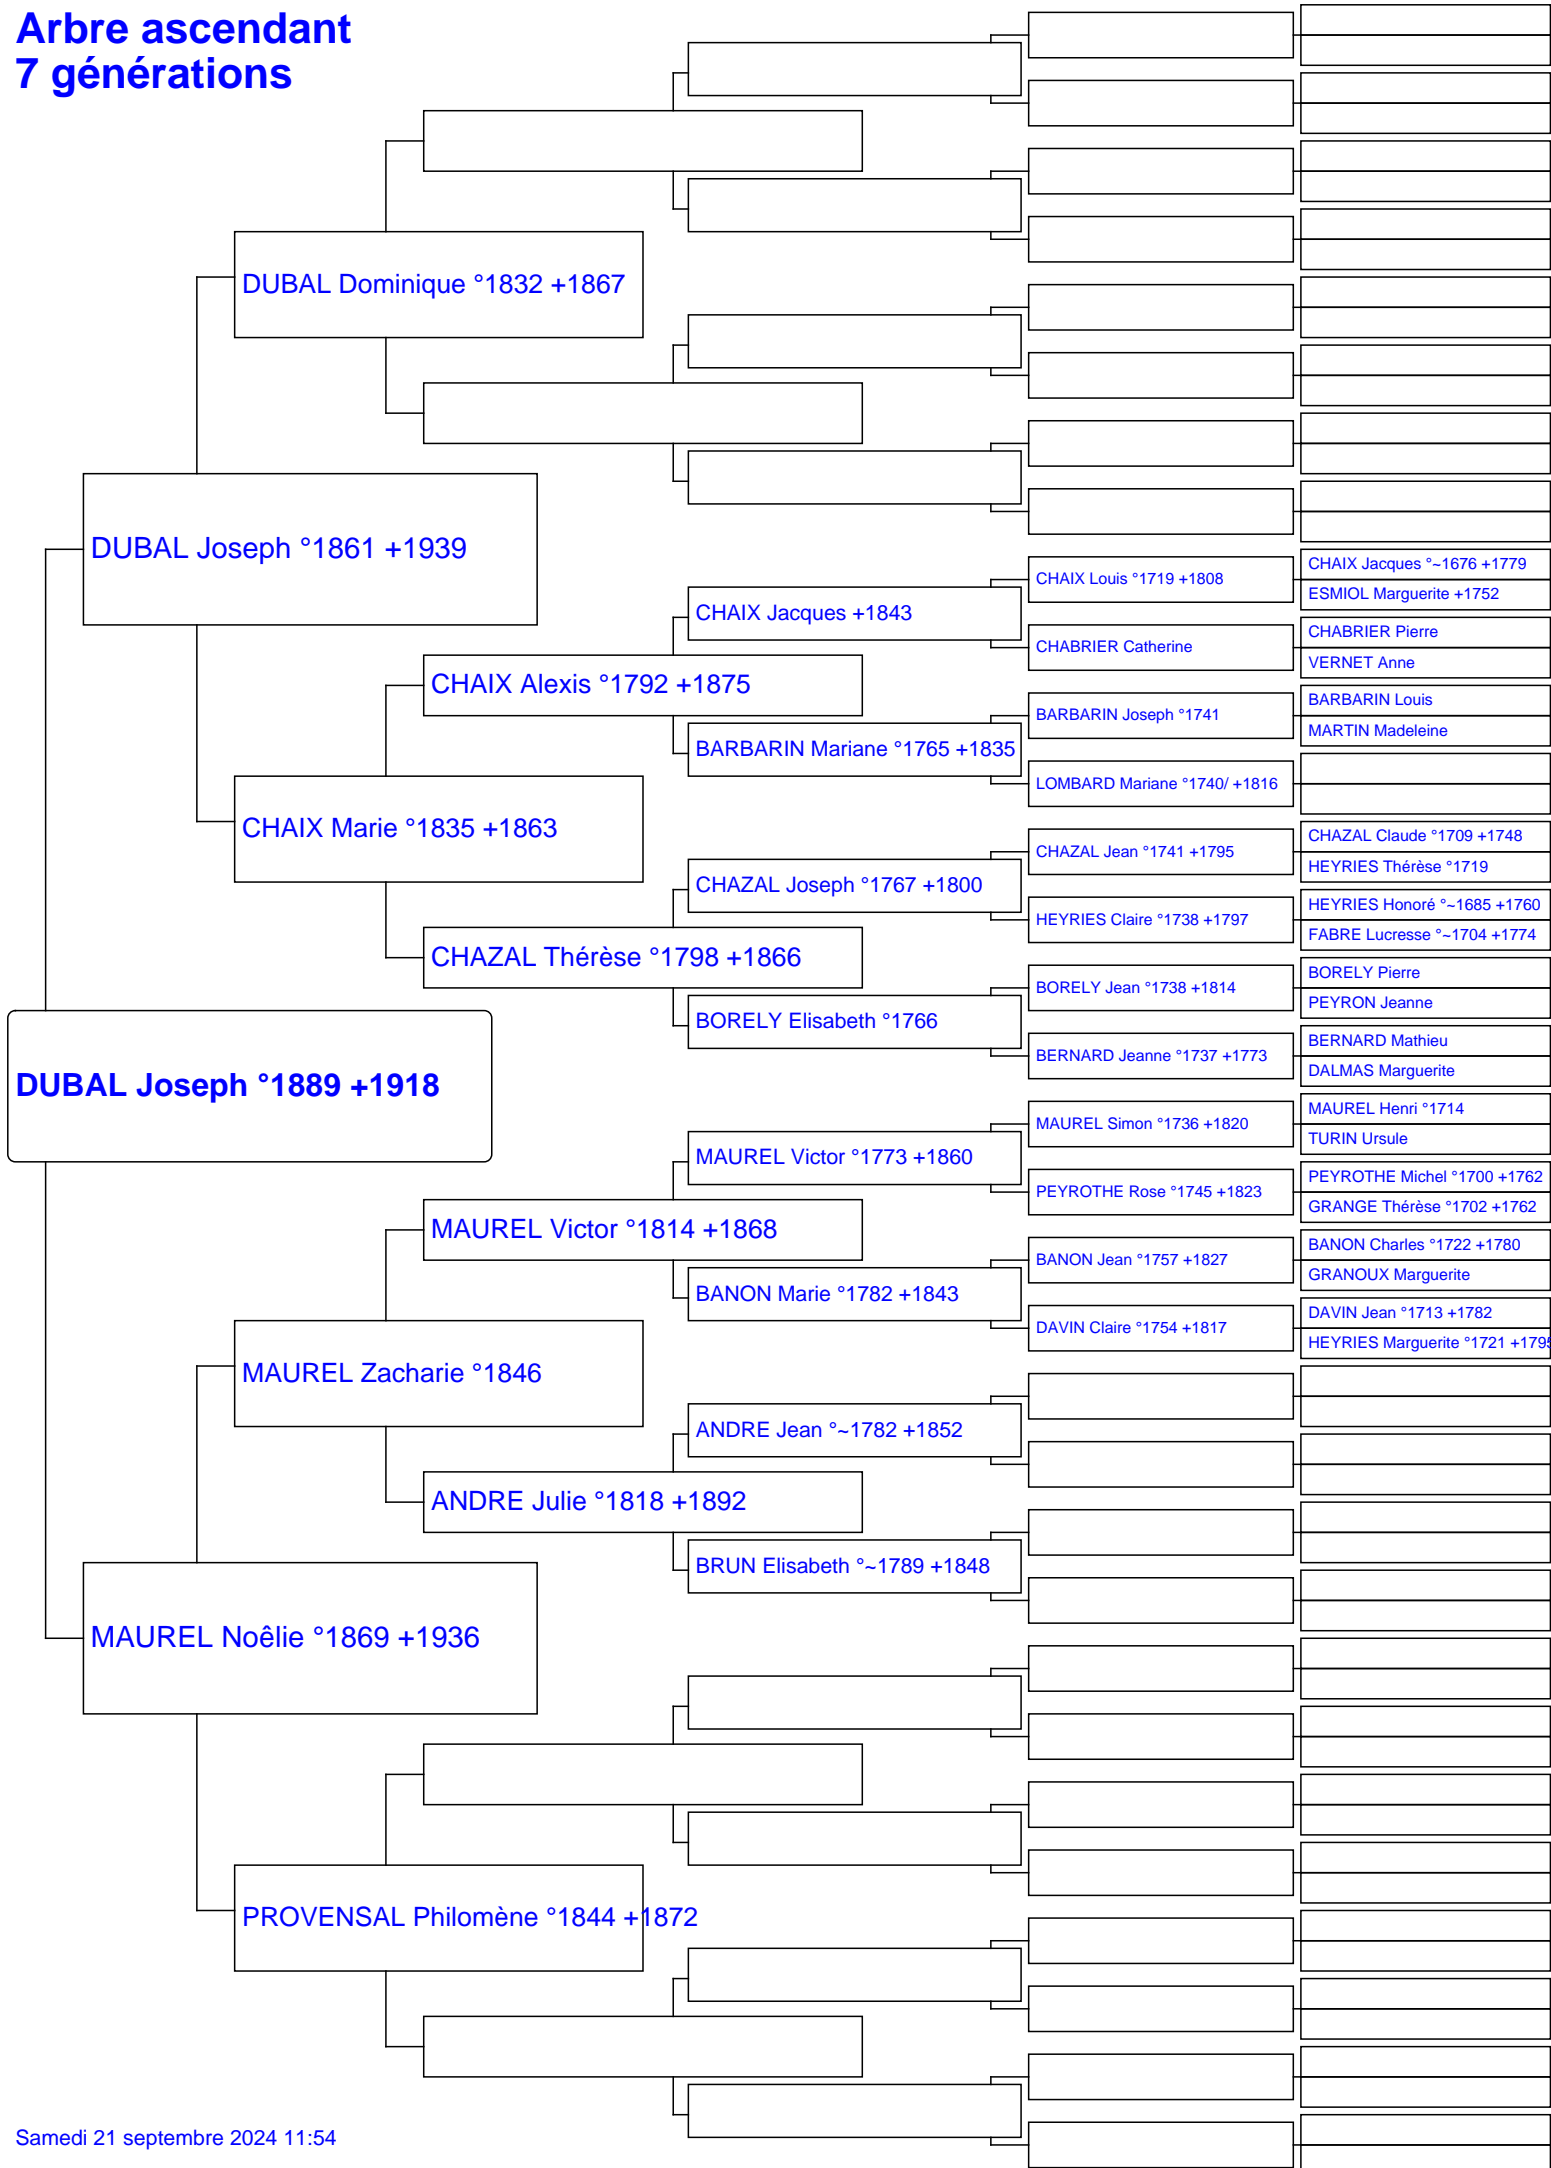 Arbre ascendant
7 générations
DUBAL Dominique °1832 +1867
DUBAL Joseph °1861 +1939
CHAIX Louis °1719 +1808
CHAIX Jacques °~1676 +1779
ESMIOL Marguerite +1752
CHAIX Jacques +1843
CHABRIER Catherine
CHABRIER Pierre
VERNET Anne
CHAIX Alexis °1792 +1875
BARBARIN Joseph °1741
BARBARIN Louis
MARTIN Madeleine
BARBARIN Mariane °1765 +1835
LOMBARD Mariane °1740/ +1816
CHAIX Marie °1835 +1863
CHAZAL Jean °1741 +1795
CHAZAL Claude °1709 +1748
HEYRIES Thérèse °1719
CHAZAL Joseph °1767 +1800
HEYRIES Claire °1738 +1797
HEYRIES Honoré °~1685 +1760
FABRE Lucresse °~1704 +1774
CHAZAL Thérèse °1798 +1866
BORELY Jean °1738 +1814
BORELY Pierre
PEYRON Jeanne
BORELY Elisabeth °1766
BERNARD Jeanne °1737 +1773
BERNARD Mathieu
DALMAS Marguerite
DUBAL Joseph °1889 +1918
MAUREL Simon °1736 +1820
MAUREL Henri °1714
TURIN Ursule
MAUREL Victor °1773 +1860
PEYROTHE Rose °1745 +1823
PEYROTHE Michel °1700 +1762
GRANGE Thérèse °1702 +1762
MAUREL Victor °1814 +1868
BANON Jean °1757 +1827
BANON Charles °1722 +1780
GRANOUX Marguerite
BANON Marie °1782 +1843
DAVIN Claire °1754 +1817
DAVIN Jean °1713 +1782
HEYRIES Marguerite °1721 +1795
MAUREL Zacharie °1846
ANDRE Jean °~1782 +1852
ANDRE Julie °1818 +1892
BRUN Elisabeth °~1789 +1848
MAUREL Noêlie °1869 +1936
PROVENSAL Philomène °1844 +1872
Samedi 21 septembre 2024 11:54